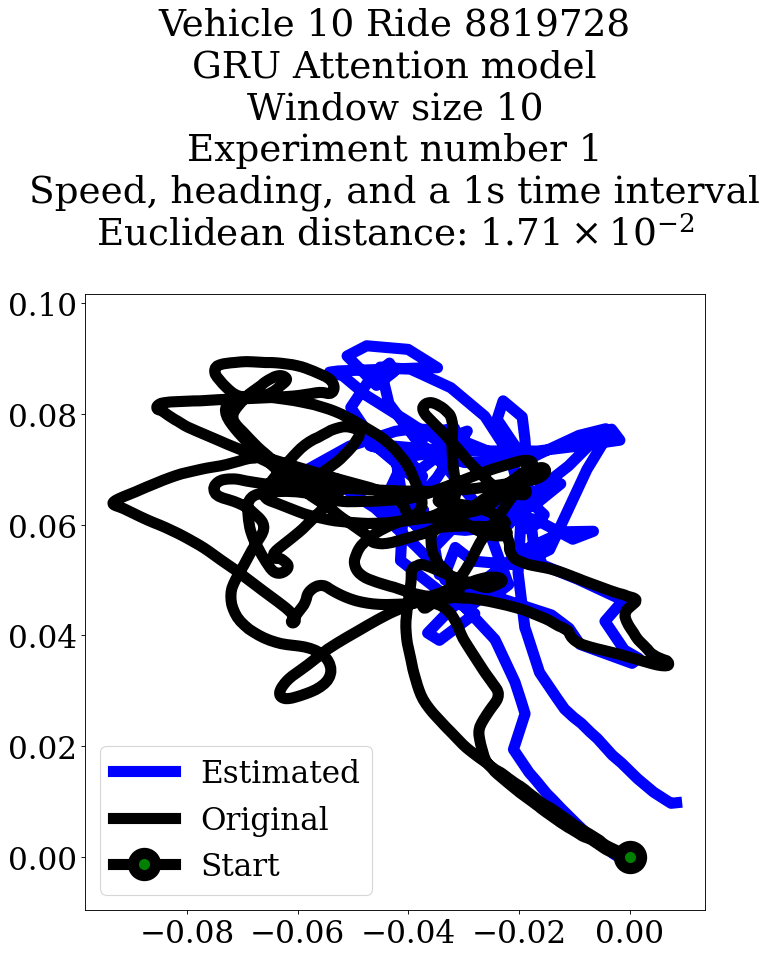 Vehicle 10 Ride 8819728
GRU Attention model
Window size 10
Experiment number 1
Speed, heading, and a 1s time interval
Euclidean distance: 1.71 × 10⁻²
0.10
0.08
0.06
0.04
0.02
0.00
Estimated
Original
Start
−0.08 −0.06 −0.04 −0.02 0.00